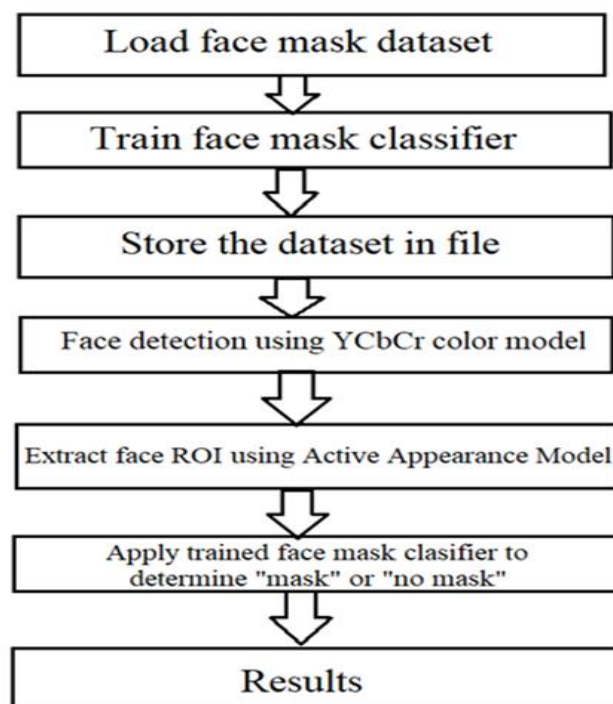 Load face mask dataset
Train face mask classifier
Store the dataset in file
Face detection using YCbCr color model
Extract face ROI using Active Appearance Model
Apply trained face mask clasifier to
determine "mask" or "no mask"
Results